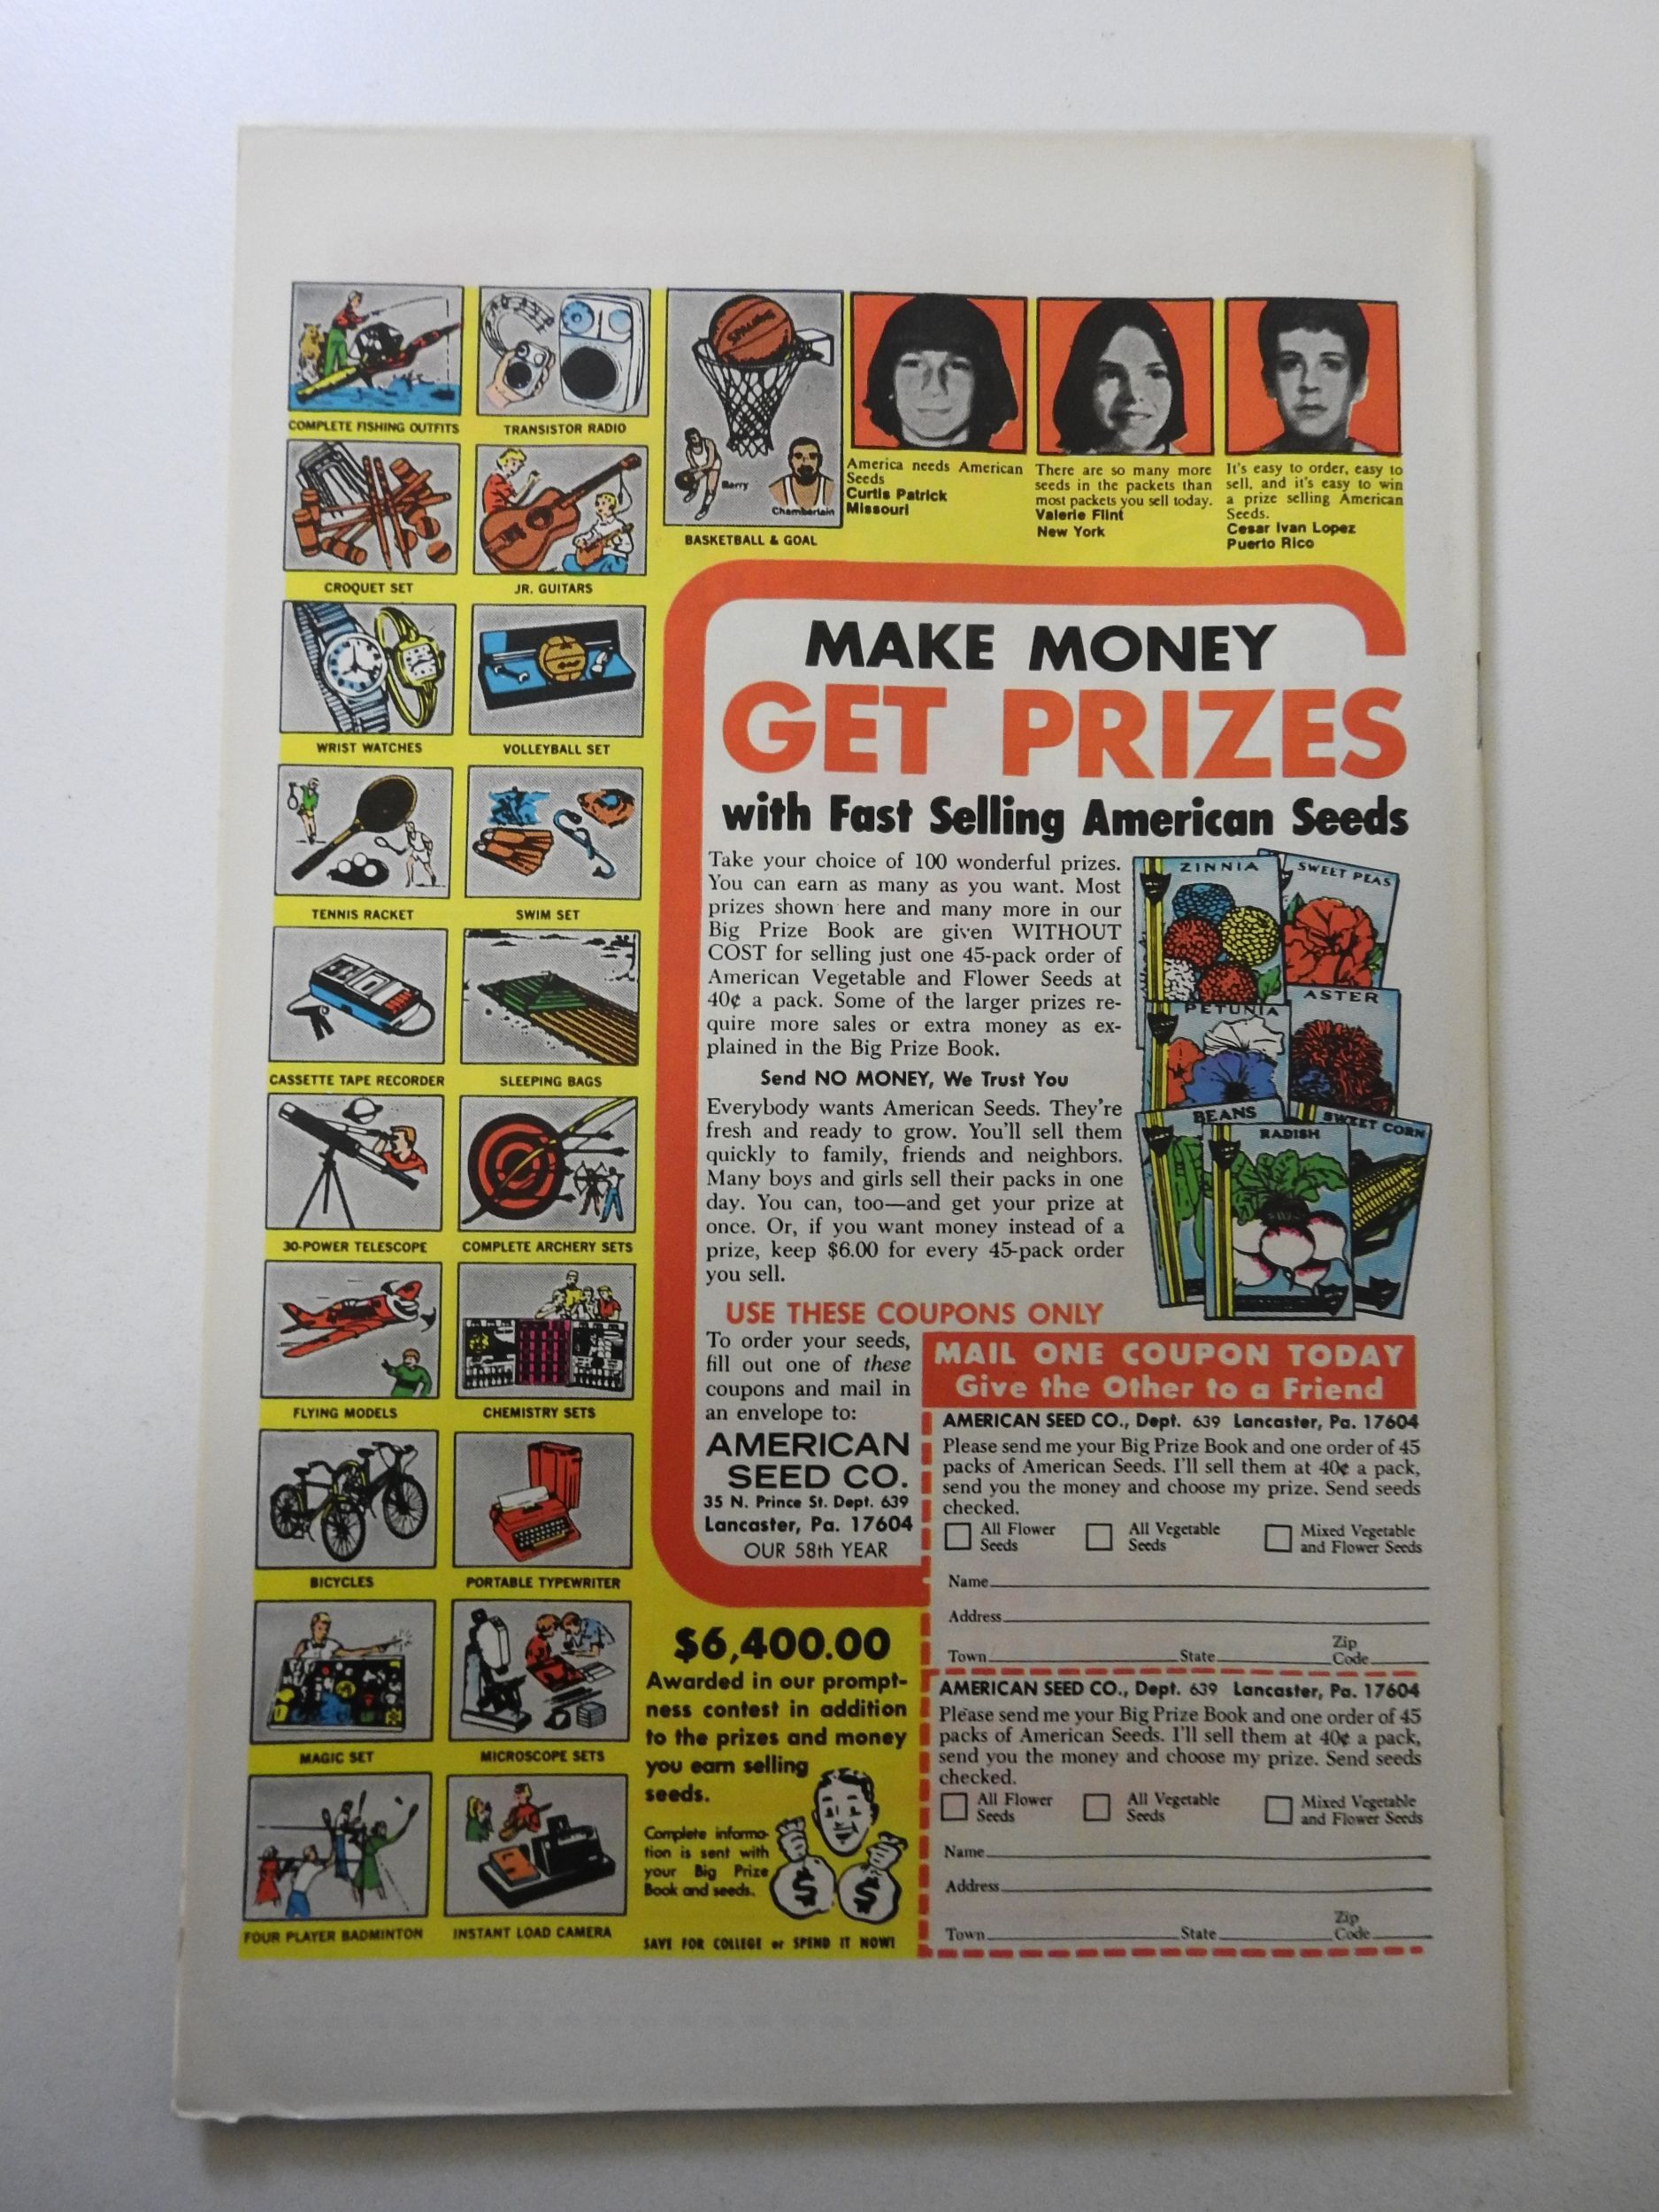 COMPLETE FISHING OUTFITS
TRANSISTOR RADIO
CROQUET SET
JR. GUITARS
WRIST WATCHES
VOLLEYBALL SET
TENNIS RACKET
SWIM SET
CASSETTE TAPE RECORDER
SLEEPING BAGS
30-POWER TELESCOPE
COMPLETE ARCHERY SETS
FLYING MODELS
CHEMISTRY SETS
BICYCLES
PORTABLE TYPEWRITER
MAGIC SET
MICROSCOPE SETS
FOUR PLAYER BADMINTON
INSTANT LOAD CAMERA
SPALDING
Barry
Chamberlain
BASKETBALL & GOAL
America needs American
Seeds
Curtis Patrick
Missouri
There are so many more
seeds in the packets than
most packets you sell today.
Valerie Flint
New York
It's easy to order, easy to
sell, and it's easy to win
a prize selling American
Seeds.
Cesar Ivan Lopez
Puerto Rico
MAKE MONEY
GET PRIZES
with Fast Selling American Seeds
Take your choice of 100 wonderful prizes.
You can earn as many as you want. Most
prizes shown here and many more in our
Big Prize Book are given WITHOUT
COST for selling just one 45-pack order of
American Vegetable and Flower Seeds at
40¢ a pack. Some of the larger prizes re-
quire more sales or extra money as ex-
plained in the Big Prize Book.
Send NO MONEY, We Trust You
Everybody wants American Seeds. They're
fresh and ready to grow. You'll sell them
quickly to family, friends and neighbors.
Many boys and girls sell their packs in one
day. You can, too—and get your prize at
once. Or, if you want money instead of a
prize, keep $6.00 for every 45-pack order
you sell.
ZINNIA
SWEET PEAS
PETUNIA
ASTER
BEANS
RADISH
SWEET CORN
USE THESE COUPONS ONLY
To order your seeds,
fill out one of these
coupons and mail in
an envelope to:
AMERICAN
SEED CO.
35 N. Prince St. Dept. 639
Lancaster, Pa. 17604
OUR 58th YEAR
$6,400.00
Awarded in our prompt-
ness contest in addition
to the prizes and money
you earn selling
seeds.
Complete informa-
tion is sent with
your Big Prize
Book and seeds.
$ $
SAVE FOR COLLEGE or SPEND IT NOW!
MAIL ONE COUPON TODAY
Give the Other to a Friend
AMERICAN SEED CO., Dept. 639 Lancaster, Pa. 17604
Please send me your Big Prize Book and one order of 45
packs of American Seeds. I'll sell them at 40¢ a pack,
send you the money and choose my prize. Send seeds
checked.
All Flower Seeds
All Vegetable Seeds
Mixed Vegetable and Flower Seeds
Name
Address
Town State Zip Code
AMERICAN SEED CO., Dept. 639 Lancaster, Pa. 17604
Please send me your Big Prize Book and one order of 45
packs of American Seeds. I'll sell them at 40¢ a pack,
send you the money and choose my prize. Send seeds
checked.
All Flower Seeds
All Vegetable Seeds
Mixed Vegetable and Flower Seeds
Name
Address
Town State Zip Code